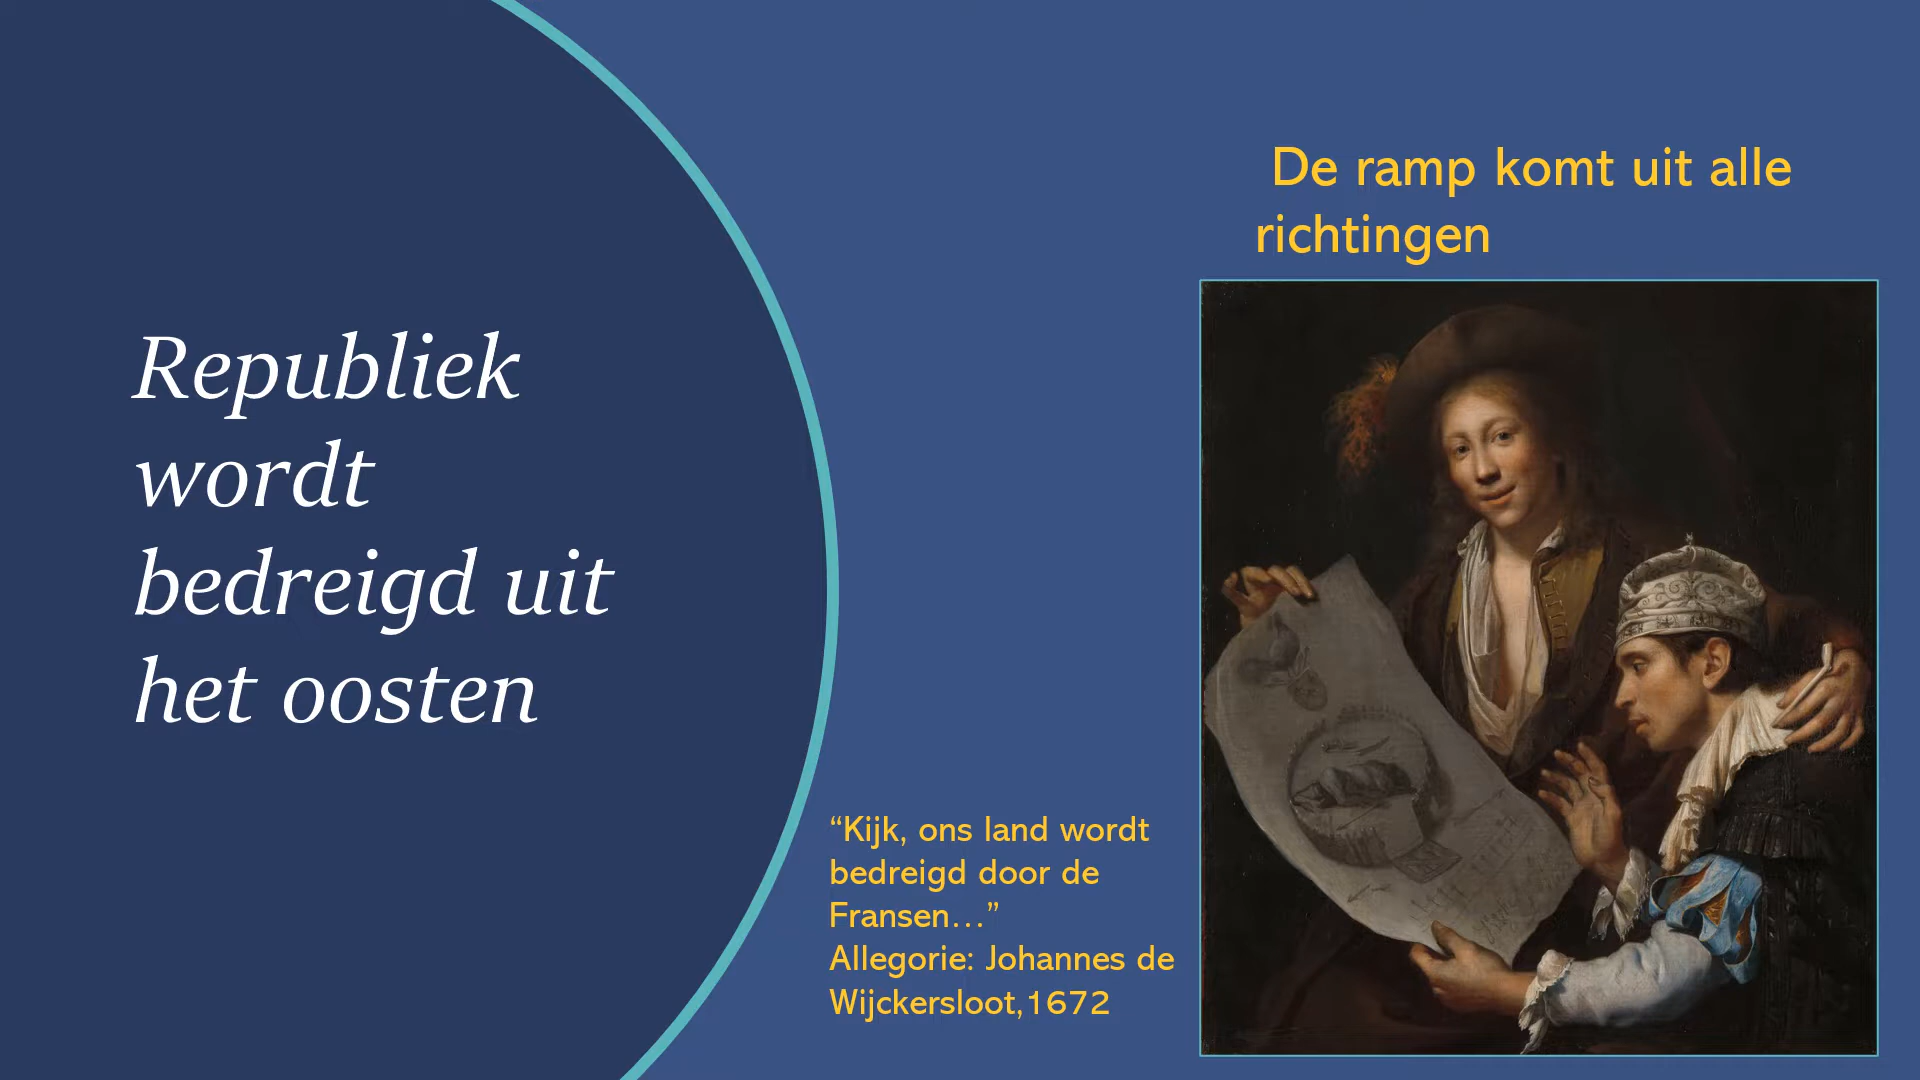 Republiek
wordt
bedreigd uit
het oosten
De ramp komt uit alle
richtingen
“Kijk, ons land wordt
bedreigd door de
Fransen…”
Allegorie: Johannes de
Wijckersloot,1672